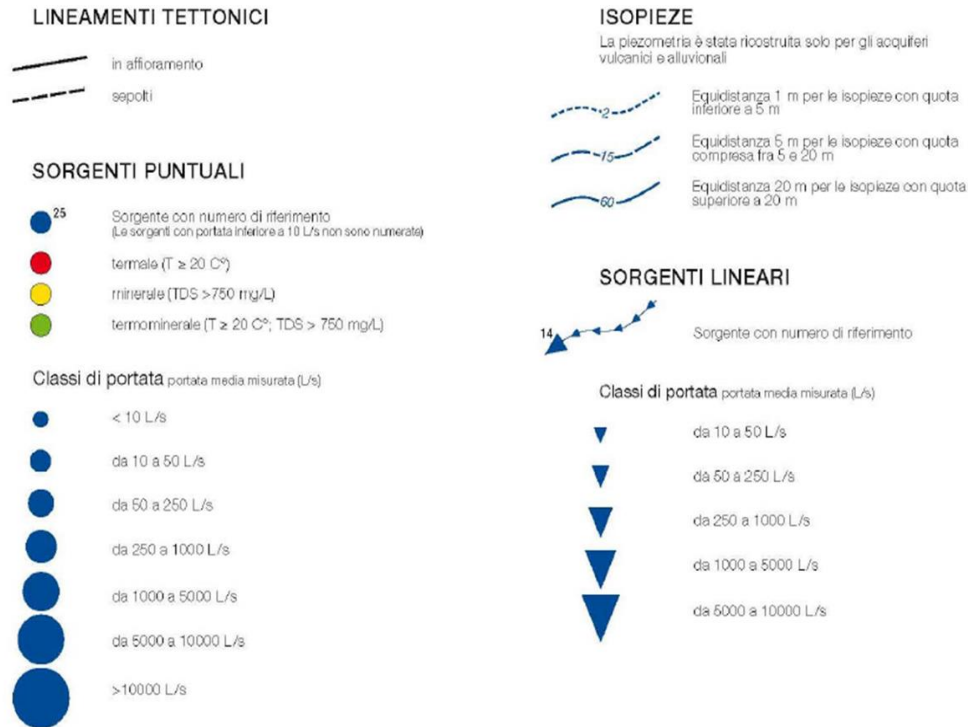 LINEAMENTI TETTONICI
in affioramento
sepolti
SORGENTI PUNTUALI
25
Sorgente con numero di riferimento
(Le sorgenti con portata inferiore a 10 L/s non sono numerate)
termale (T ≥ 20 C°)
minerale (TDS >750 mg/L)
termominerale (T ≥ 20 C°; TDS > 750 mg/L)
Classi di portata portata media misurata (L/s)
< 10 L/s
da 10 a 50 L/s
da 50 a 250 L/s
da 250 a 1000 L/s
da 1000 a 5000 L/s
da 5000 a 10000 L/s
>10000 L/s
ISOPIEZE
La piezometria è stata ricostruita solo per gli acquiferi
vulcanici e alluvionali
2
Equidistanza 1 m per le isopieze con quota
inferiore a 5 m
15
Equidistanza 5 m per le isopieze con quota
compresa fra 5 e 20 m
60
Equidistanza 20 m per le isopieze con quota
superiore a 20 m
SORGENTI LINEARI
14
Sorgente con numero di riferimento
Classi di portata portata media misurata (L/s)
da 10 a 50 L/s
da 50 a 250 L/s
da 250 a 1000 L/s
da 1000 a 5000 L/s
da 5000 a 10000 L/s